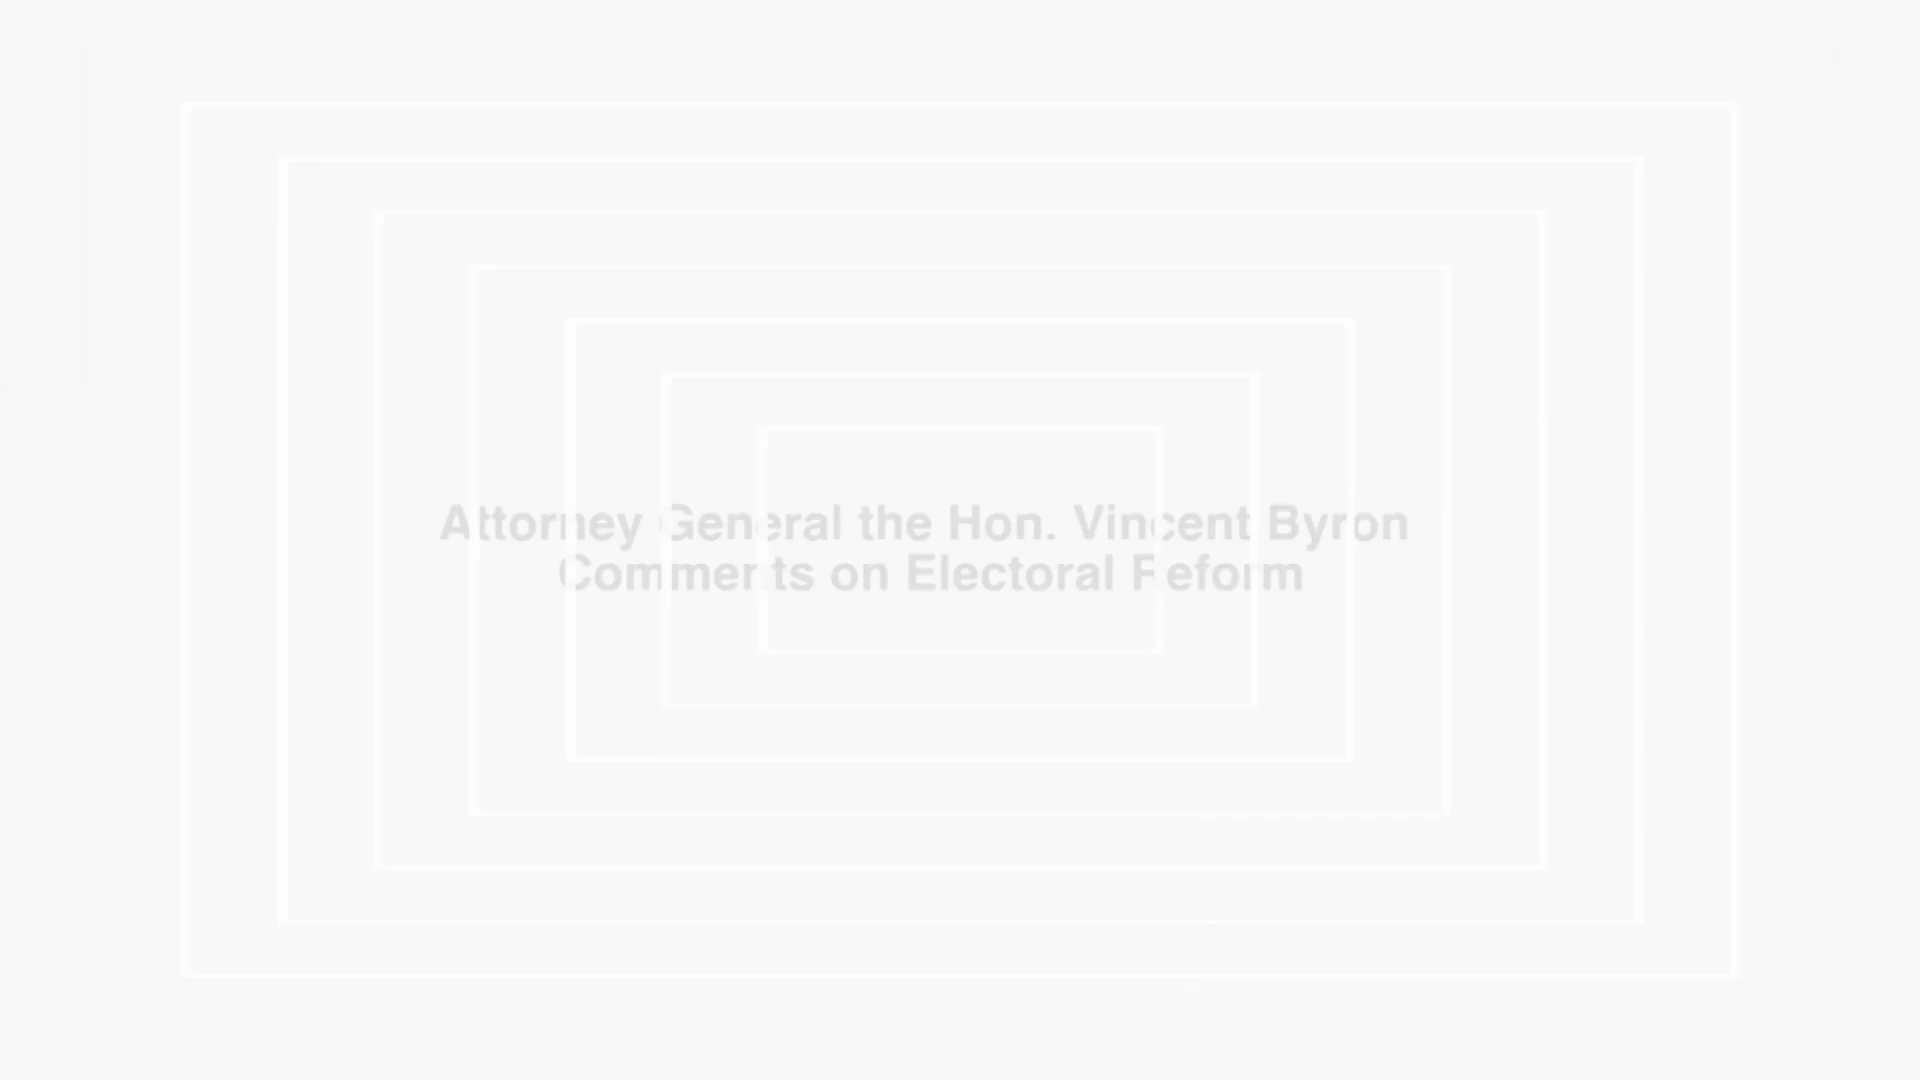 Attorney General the Hon. Vincent Byron
Comments on Electoral Reform